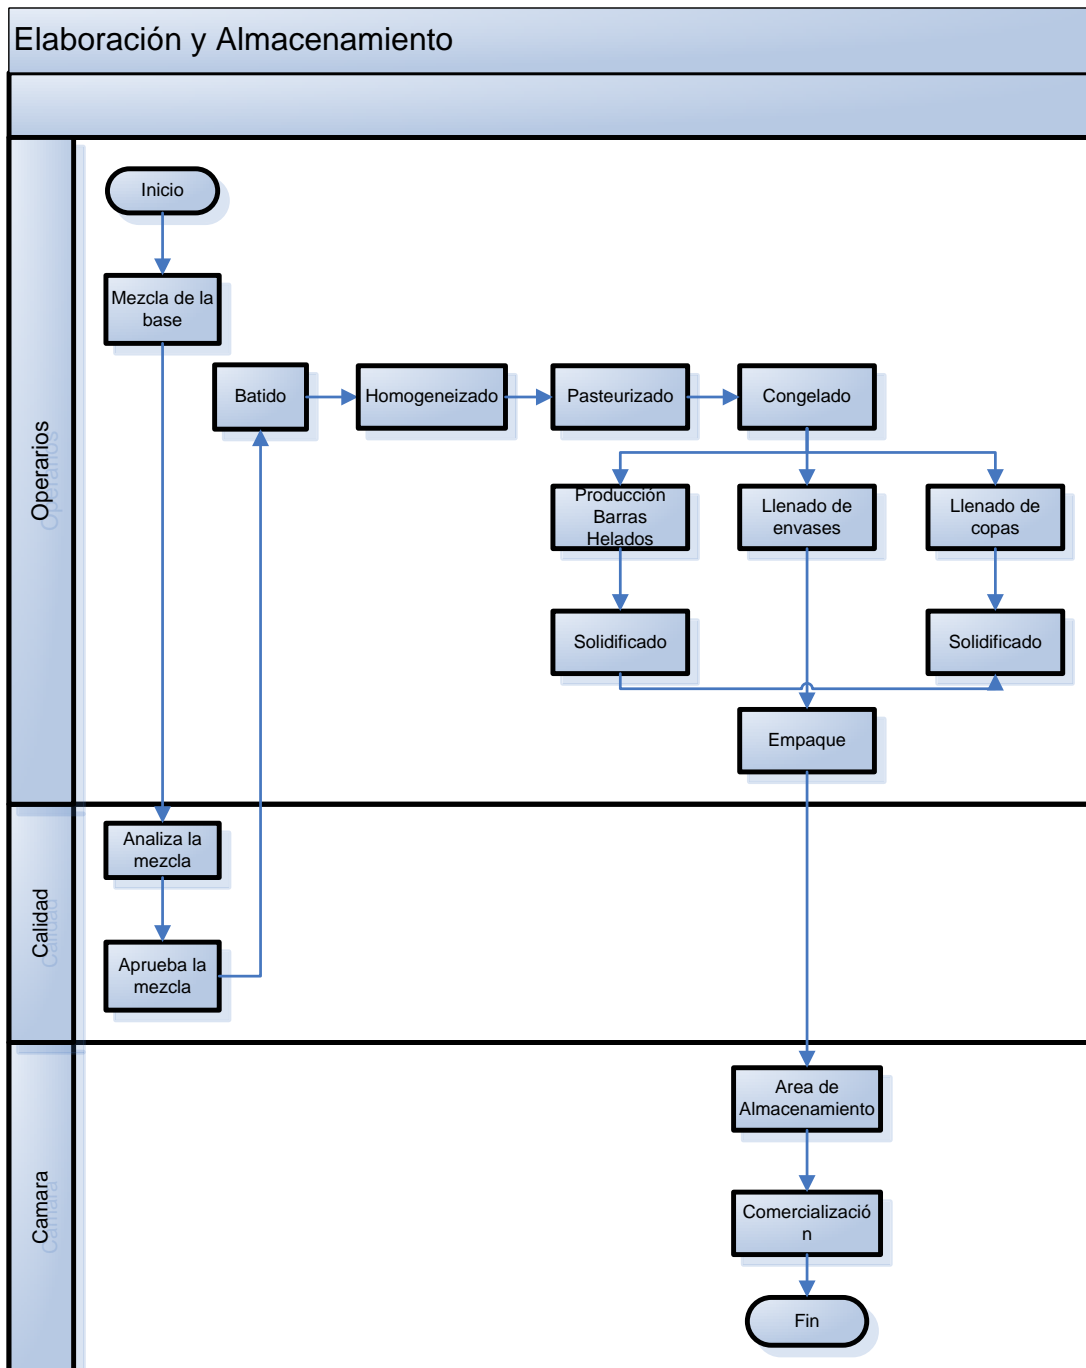 Elaboración y Almacenamiento
Operarios
Inicio
Mezcla de la
base
Batido
Homogeneizado
Pasteurizado
Congelado
Producción
Barras
Helados
Llenado de
envases
Llenado de
copas
Solidificado
Solidificado
Empaque
Calidad
Analiza la
mezcla
Aprueba la
mezcla
Camara
Area de
Almacenamiento
Comercializació
n
Fin